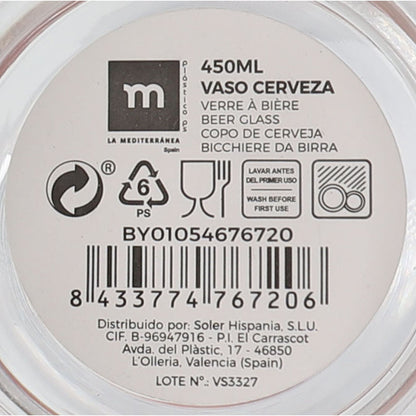 m
plástico ps
LA MEDITERRÁNEA
Spain
450ML
VASO CERVEZA
VERRE À BIÈRE
BEER GLASS
COPO DE CERVEJA
BICCHIERE DA BIRRA
®
6
PS
LAVAR ANTES
DEL PRIMER USO
WASH BEFORE
FIRST USE
BY01054676720
8 433774 767206
Distribuido por: Soler Hispania, S.L.U.
CIF. B-96947916 - P.I. El Carrascot
Avda. del Plàstic, 17 - 46850
L'Olleria, Valencia (Spain)
LOTE Nº.: VS3327